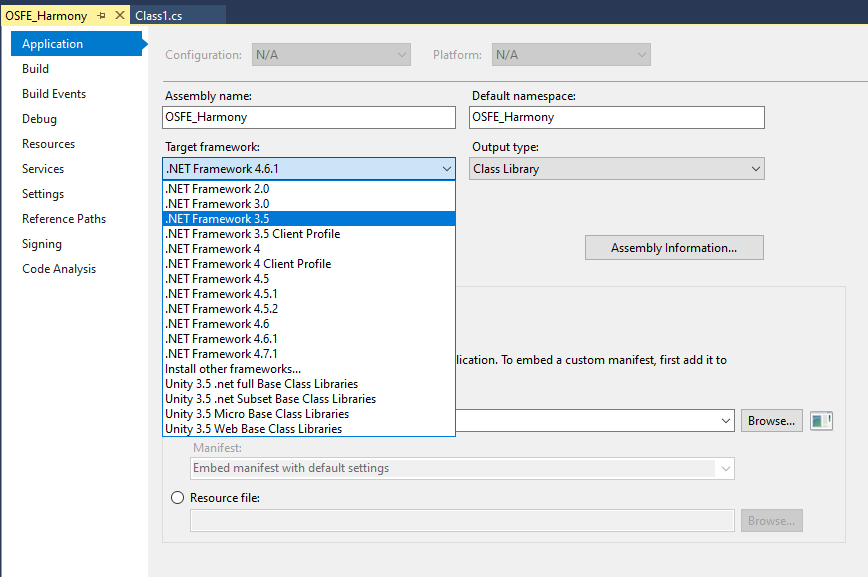 OSFE_Harmony
Class1.cs
Application
Build
Build Events
Debug
Resources
Services
Settings
Reference Paths
Signing
Code Analysis
Configuration: N/A Platform: N/A
Assembly name: Default namespace:
OSFE_Harmony OSFE_Harmony
Target framework: Output type:
.NET Framework 4.6.1 Class Library
.NET Framework 2.0
.NET Framework 3.0
.NET Framework 3.5
.NET Framework 3.5 Client Profile
.NET Framework 4
.NET Framework 4 Client Profile
.NET Framework 4.5
.NET Framework 4.5.1
.NET Framework 4.5.2
.NET Framework 4.6
.NET Framework 4.6.1
.NET Framework 4.7.1
Install other frameworks...
Unity 3.5 .net full Base Class Libraries
Unity 3.5 .net Subset Base Class Libraries
Unity 3.5 Micro Base Class Libraries
Unity 3.5 Web Base Class Libraries
Assembly Information...
lication. To embed a custom manifest, first add it to
Browse...
Manifest:
Embed manifest with default settings
Resource file:
Browse...